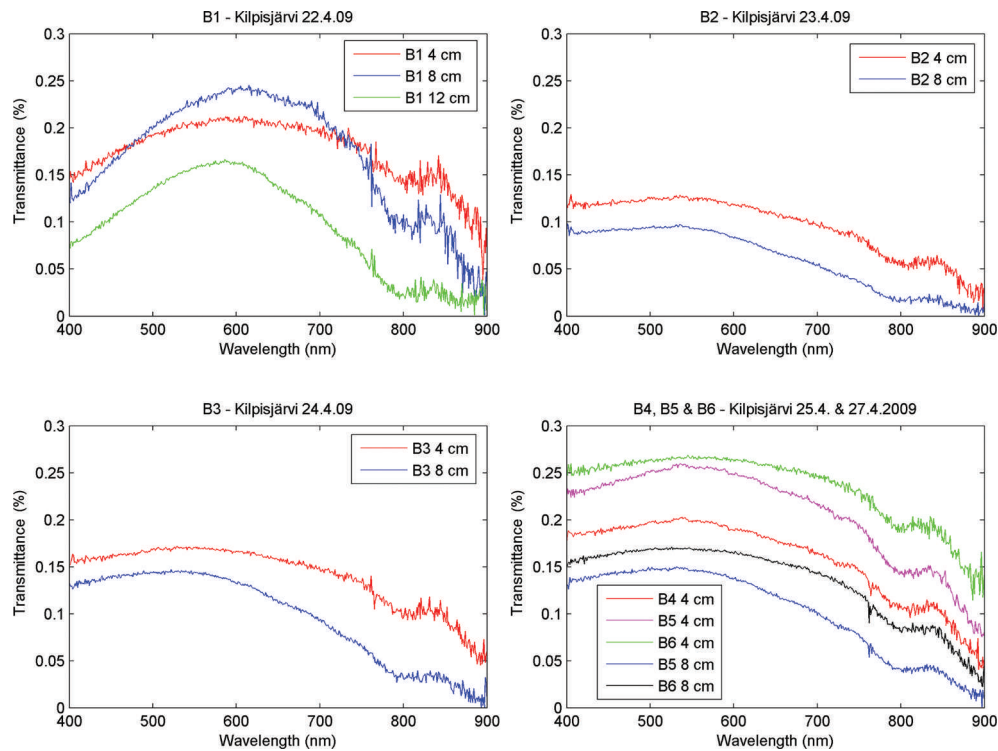 B1 - Kilpisjärvi 22.4.09
0.3
0.25
0.2
0.15
0.1
0.05
0
Transmittance (%)
B1 4 cm
B1 8 cm
B1 12 cm
400 500 600 700 800 900
Wavelength (nm)
B2 - Kilpisjärvi 23.4.09
0.3
0.25
0.2
0.15
0.1
0.05
0
Transmittance (%)
B2 4 cm
B2 8 cm
400 500 600 700 800 900
Wavelength (nm)
B3 - Kilpisjärvi 24.4.09
0.3
0.25
0.2
0.15
0.1
0.05
0
Transmittance (%)
B3 4 cm
B3 8 cm
400 500 600 700 800 900
Wavelength (nm)
B4, B5 & B6 - Kilpisjärvi 25.4. & 27.4.2009
0.3
0.25
0.2
0.15
0.1
0.05
0
Transmittance (%)
B4 4 cm
B5 4 cm
B6 4 cm
B5 8 cm
B6 8 cm
400 500 600 700 800 900
Wavelength (nm)